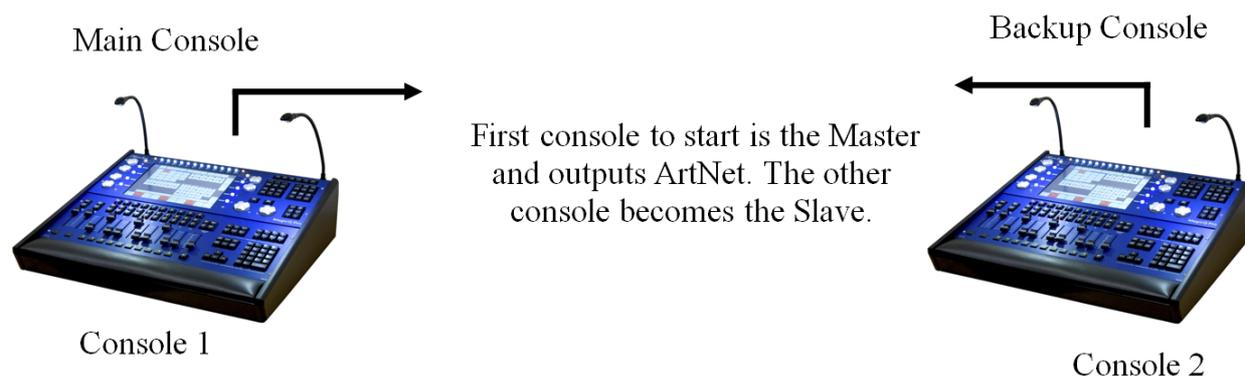 Main Console
Backup Console
First console to start is the Master
and outputs ArtNet. The other
console becomes the Slave.
Console 1
Console 2